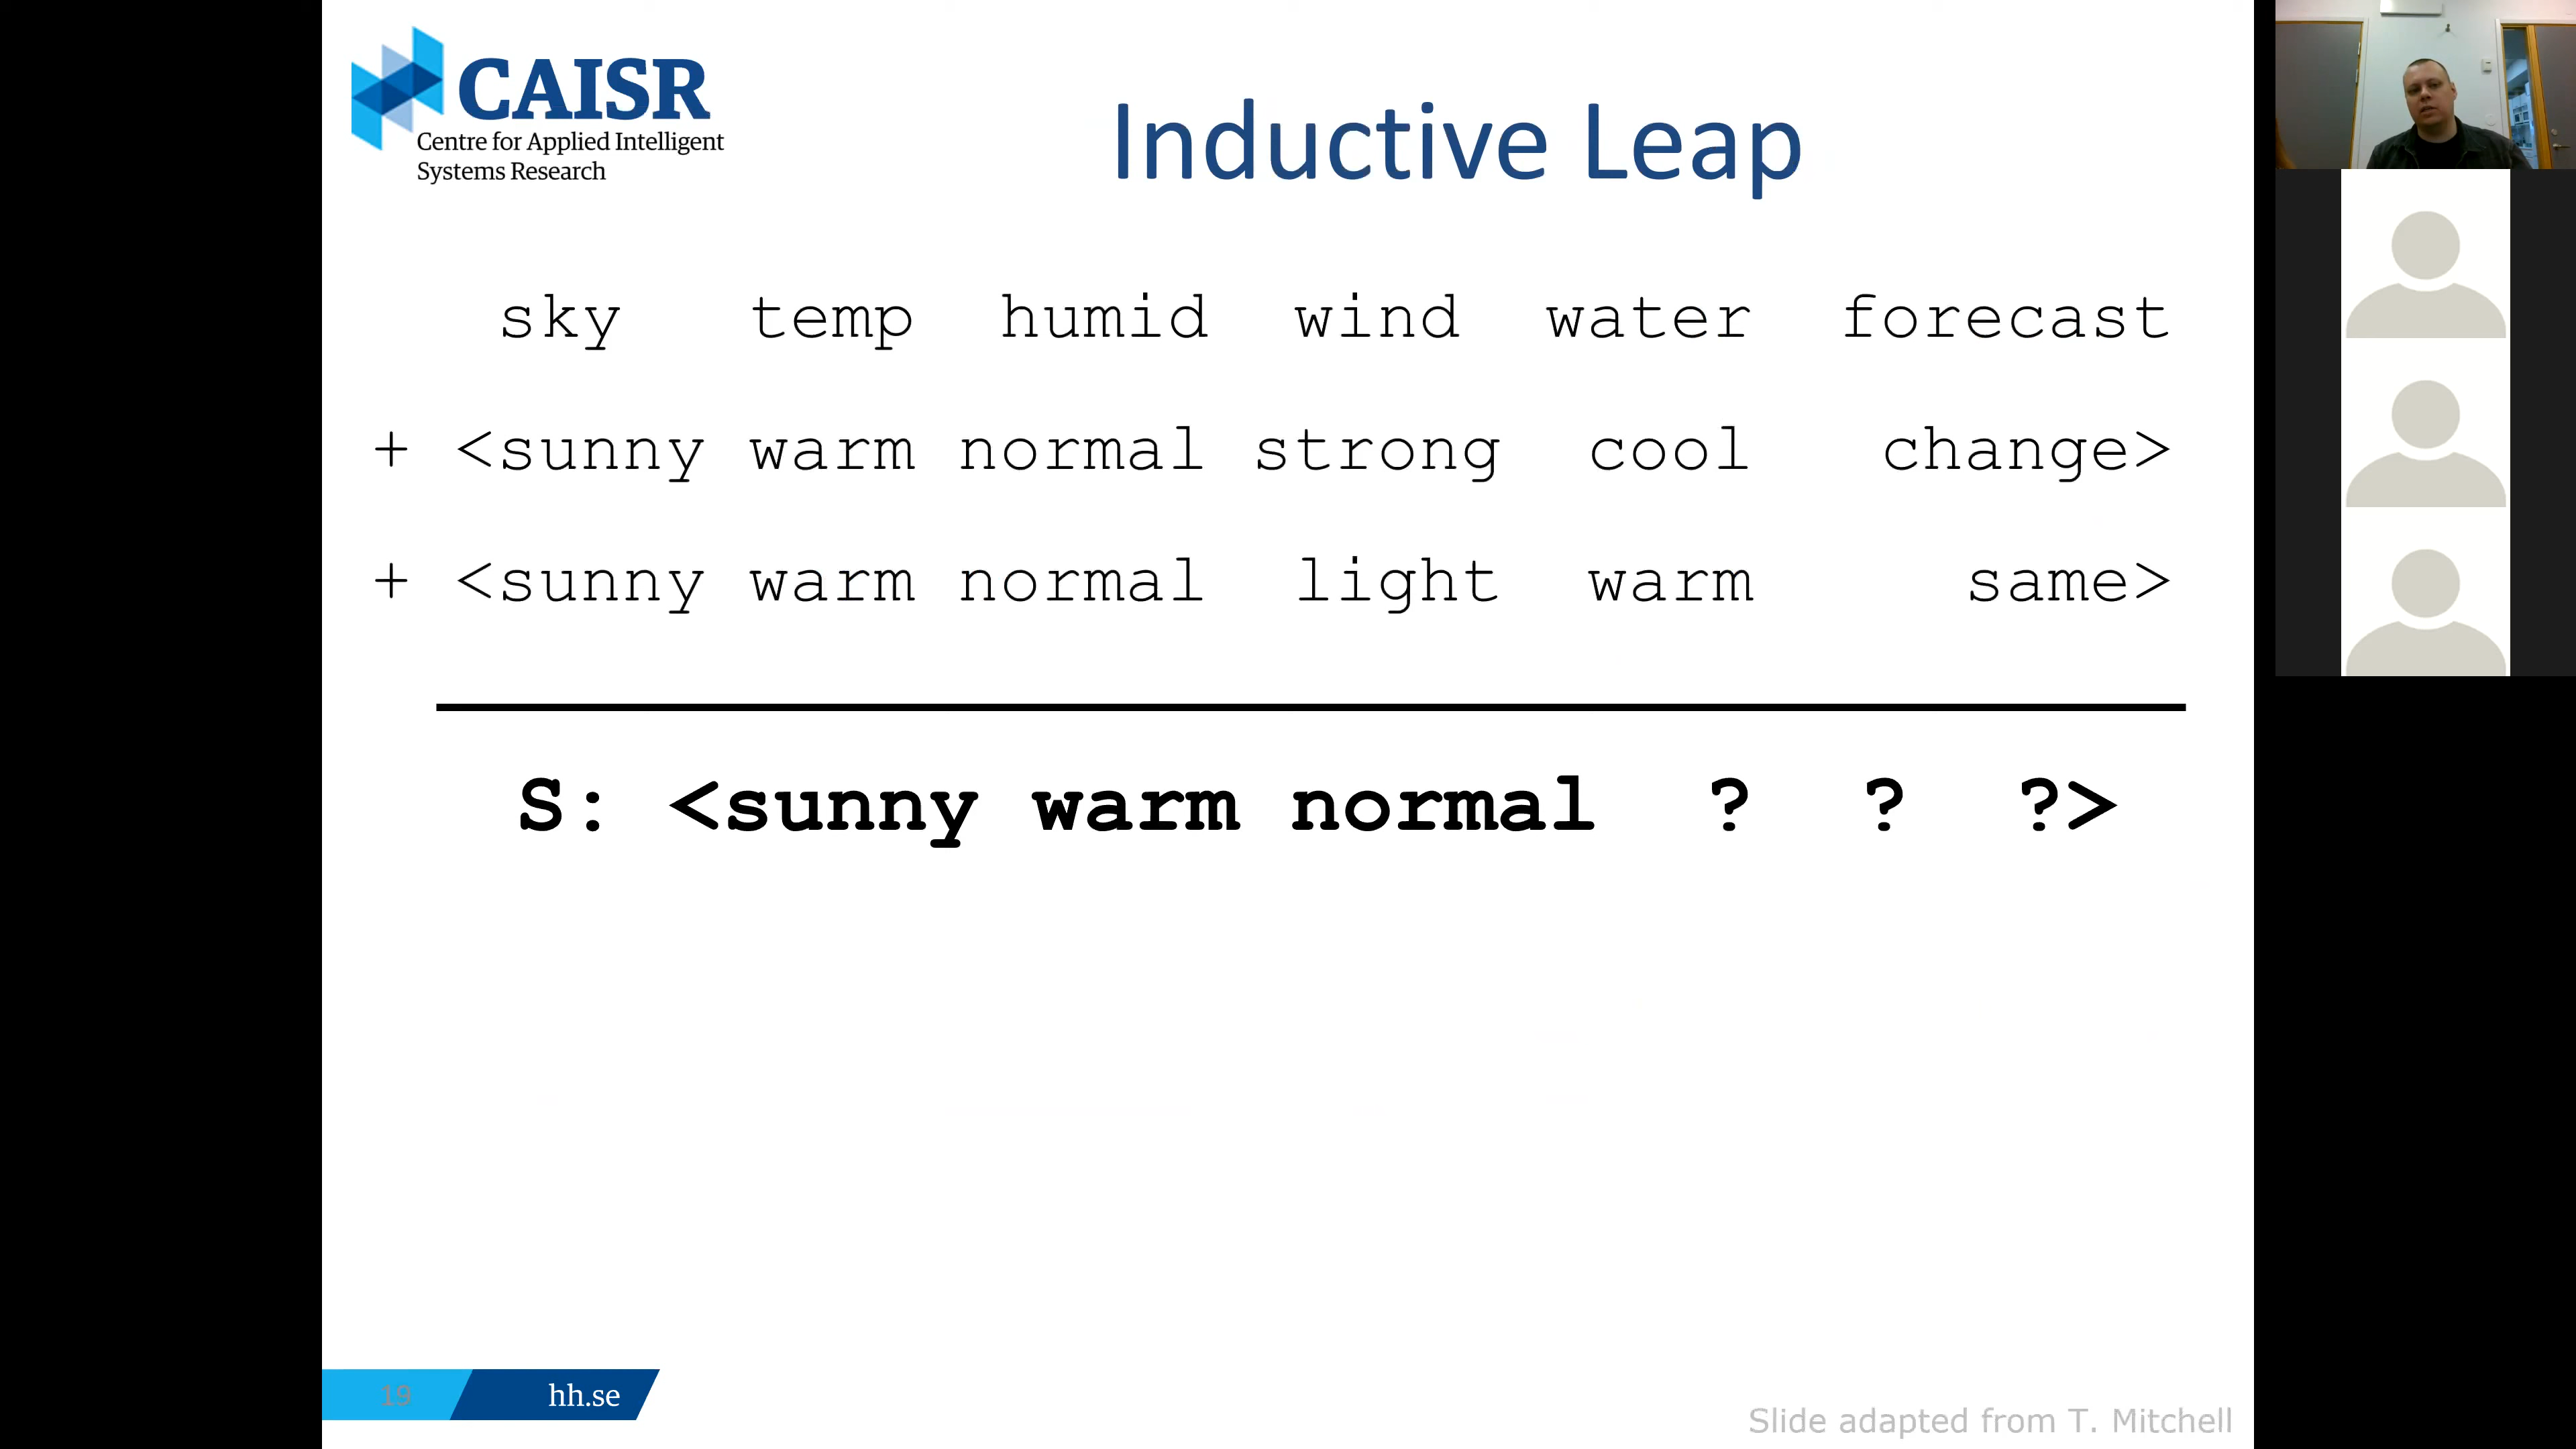 CAISR
Centre for Applied Intelligent
Systems Research
Inductive Leap
sky temp humid wind water forecast
+ <sunny warm normal strong cool change>
+ <sunny warm normal light warm same>
S: <sunny warm normal ? ? ?>
19 hh.se
Slide adapted from T. Mitchell